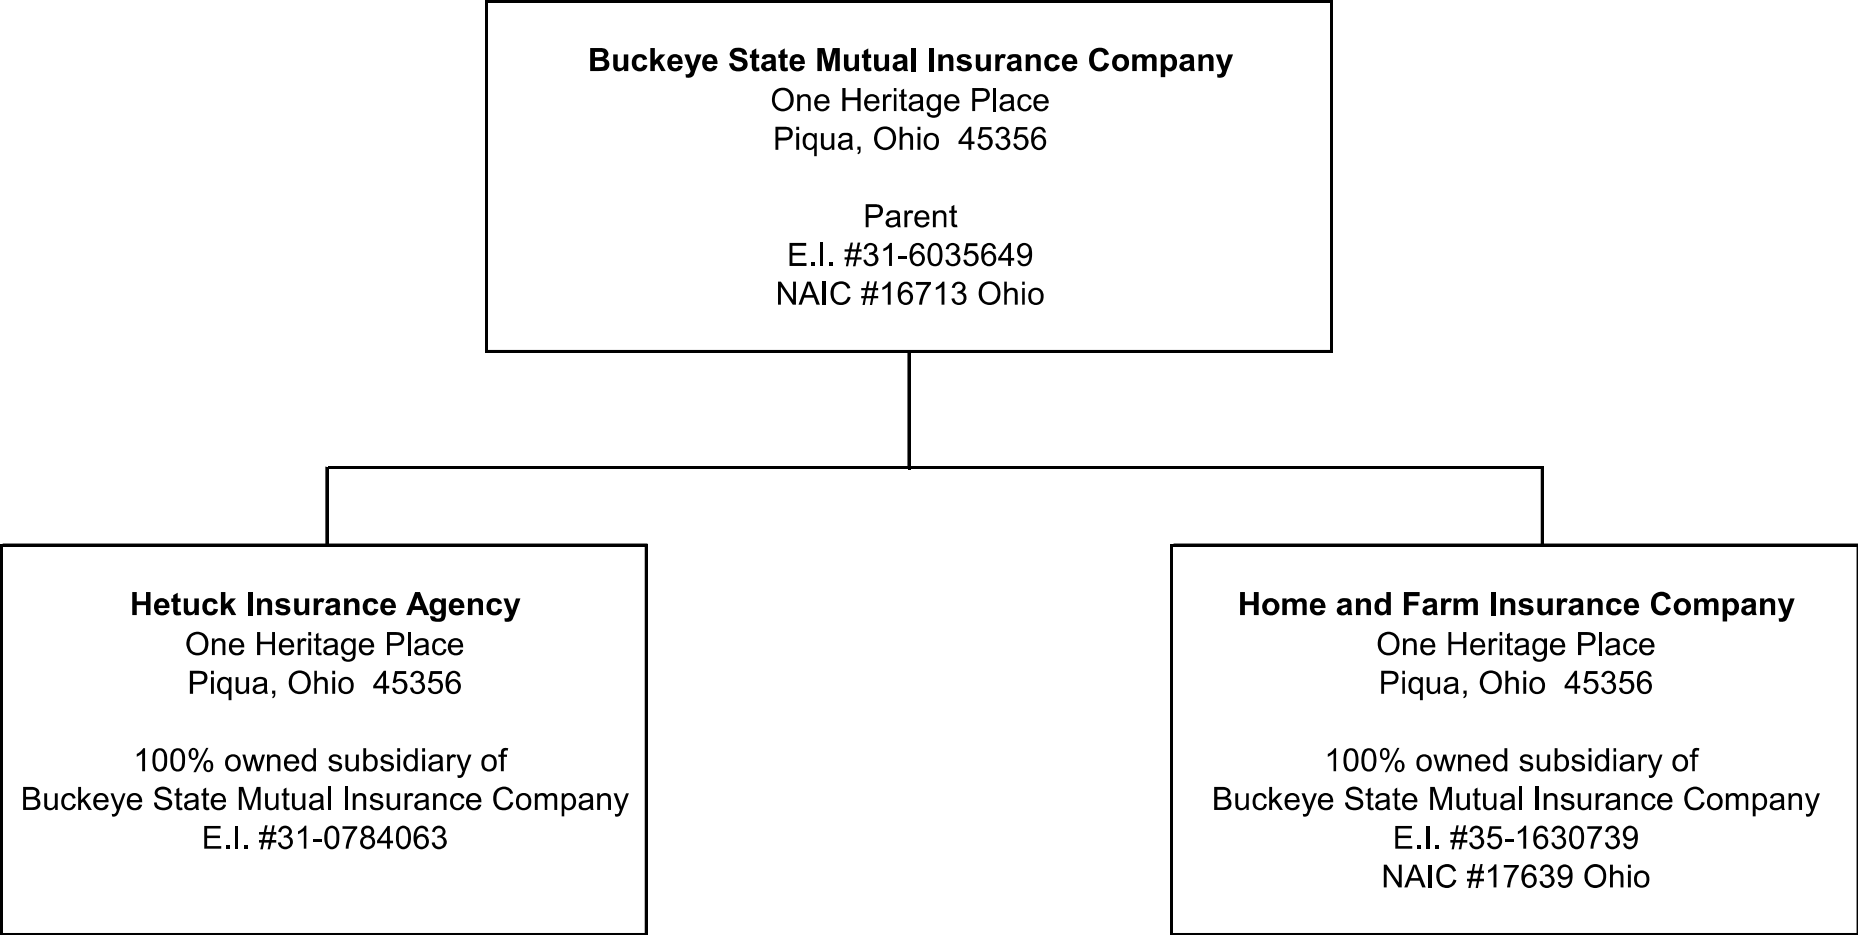 Buckeye State Mutual Insurance Company
One Heritage Place
Piqua, Ohio  45356
Parent
E.I. #31-6035649
NAIC #16713 Ohio
Hetuck Insurance Agency
One Heritage Place
Piqua, Ohio  45356
100% owned subsidiary of
Buckeye State Mutual Insurance Company
E.I. #31-0784063
Home and Farm Insurance Company
One Heritage Place
Piqua, Ohio  45356
100% owned subsidiary of
Buckeye State Mutual Insurance Company
E.I. #35-1630739
NAIC #17639 Ohio